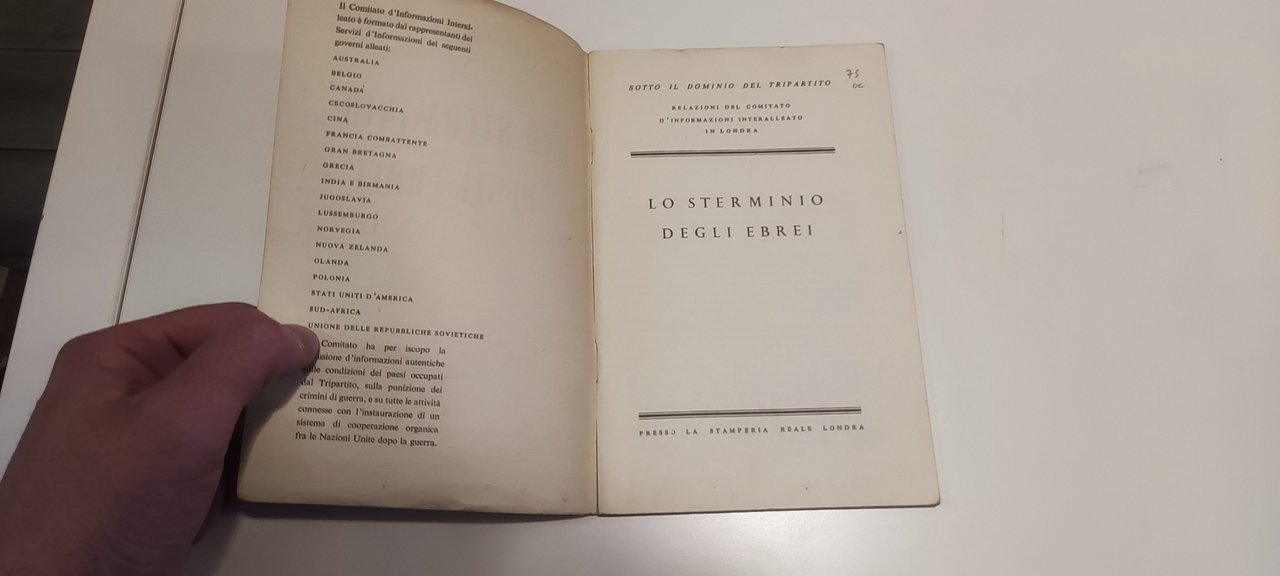 Il Comitato d'Informazioni Interal-
leato è formato dai rappresentanti dei
Servizi d'Informazioni dei seguenti
governi alleati:
AUSTRALIA
BELGIO
CANADA'
CECOSLOVACCHIA
CINA
FRANCIA COMBATTENTE
GRAN BRETAGNA
GRECIA
INDIA E BIRMANIA
JUGOSLAVIA
LUSSEMBURGO
NORVEGIA
NUOVA ZELANDA
OLANDA
POLONIA
STATI UNITI D'AMERICA
SUD-AFRICA
UNIONE DELLE REPUBBLICHE SOVIETICHE
Comitato ha per iscopo la
d'informazioni autentiche
condizioni dei paesi occupati
dal Tripartito, sulla punizione dei
crimini di guerra, e su tutte le attività
connesse con l'instaurazione di un
sistema di cooperazione organica
fra le Nazioni Unite dopo la guerra.
75
SOTTO IL DOMINIO DEL TRIPARTITO
RELAZIONI DEL COMITATO
D'INFORMAZIONI INTERALLEATO
IN LONDRA
LO STERMINIO
DEGLI EBREI
PRESSO LA STAMPERIA REALE LONDRA